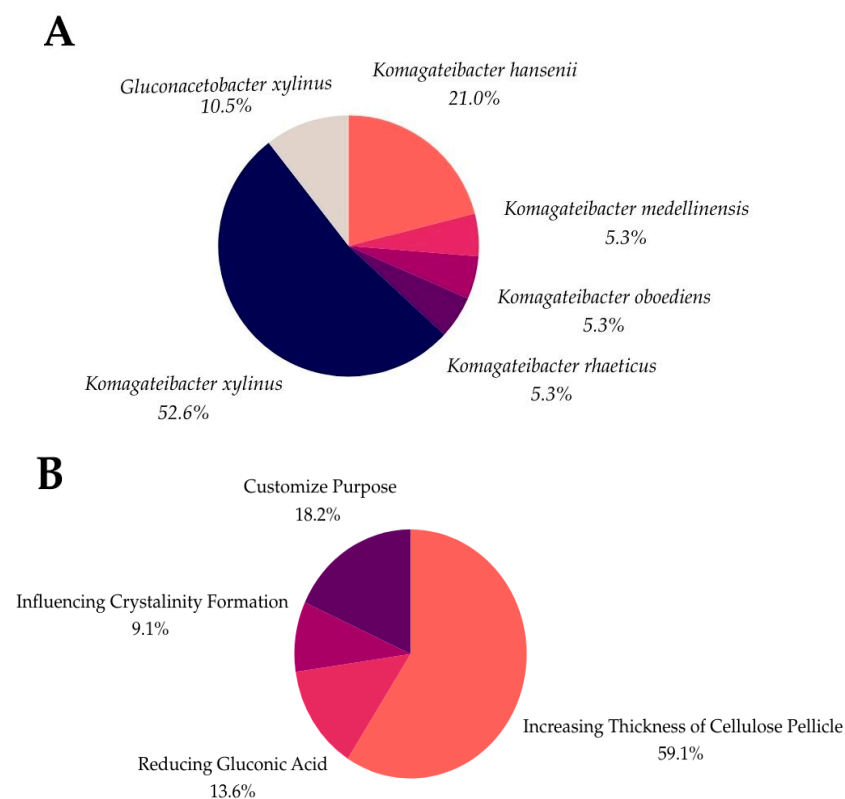 A
Komagateibacter hansenii
21.0%
Gluconacetobacter xylinus
10.5%
Komagateibacter medellinensis
5.3%
Komagateibacter oboediens
5.3%
Komagateibacter rhaeticus
5.3%
Komagateibacter xylinus
52.6%
B
Customize Purpose
18.2%
Influencing Crystalinity Formation
9.1%
Increasing Thickness of Cellulose Pellicle
59.1%
Reducing Gluconic Acid
13.6%